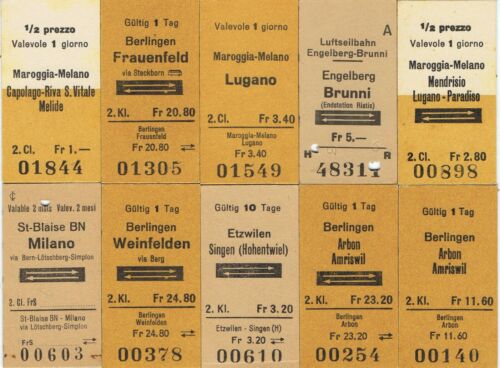 1/2 prezzo
Valevole 1 giorno
Maroggia-Melano
Capolago-Riva S. Vitale
Melide
2. Cl. Fr 1.—
01844
Gültig 1 Tag
Berlingen
Frauenfeld
via Steckborn
2. Kl. Fr 20.80
Berlingen
Frauenfeld
Fr 20.80
01305
Valevole 1 giorno
Maroggia-Melano
Lugano
2. Cl. Fr 3.40
Maroggia-Melano
Lugano
Fr 3.40
01549
A
Luftseilbahn
Engelberg-Brunni
Engelberg
Brunni
(Endstation Ristis)
Fr 5.—
H R
48314
1/2 prezzo
Valevole 1 giorno
Maroggia-Melano
Mendrisio
Lugano-Paradiso
2. Cl. Fr 2.80
00898
Valable 2 mois Valev. 2 mesi
St-Blaise BN
Milano
via Bern-Lötschberg-Simplon
2. Cl. FrS
St-Blaise BN - Milano
via Lötschberg-Simplon
FrS
00603
Gültig 1 Tag
Berlingen
Weinfelden
via Berg
2. Kl. Fr 24.80
Berlingen
Weinfelden
Fr 24.80
00378
Gültig 10 Tage
Etzwilen
Singen (Hohentwiel)
2. Kl. Fr 3.20
Etzwilen - Singen (H)
Fr 3.20
00610
Gültig 1 Tag
Berlingen
Arbon
Amriswil
2. Kl. Fr 23.20
Berlingen
Arbon
Fr 23.20
00254
Gültig 1 Tag
Berlingen
Arbon
Amriswil
2. Kl. Fr 11.60
Berlingen
Arbon
Fr 11.60
00140